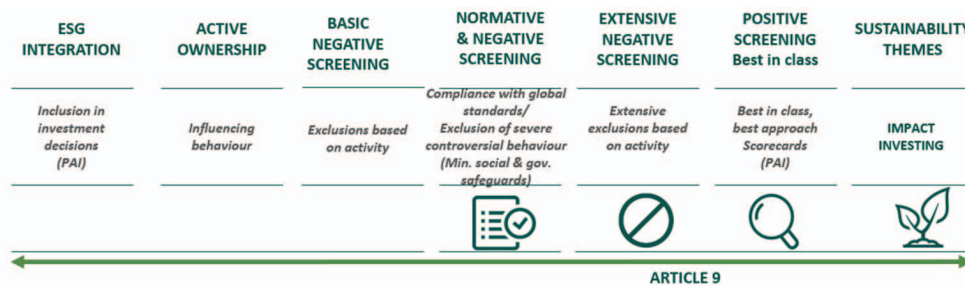 ESG
INTEGRATION
ACTIVE
OWNERSHIP
BASIC
NEGATIVE
SCREENING
NORMATIVE
& NEGATIVE
SCREENING
EXTENSIVE
NEGATIVE
SCREENING
POSITIVE
SCREENING
Best in class
SUSTAINABILITY
THEMES
Inclusion in
investment
decisions
(PAI)
Influencing
behaviour
Exclusions based
on activity
Compliance with global
standards/
Exclusion of severe
controversial behaviour
(Min. social & gov.
safeguards)
Extensive
exclusions based
on activity
Best in class,
best approach
Scorecards
(PAI)
IMPACT
INVESTING
ARTICLE 9